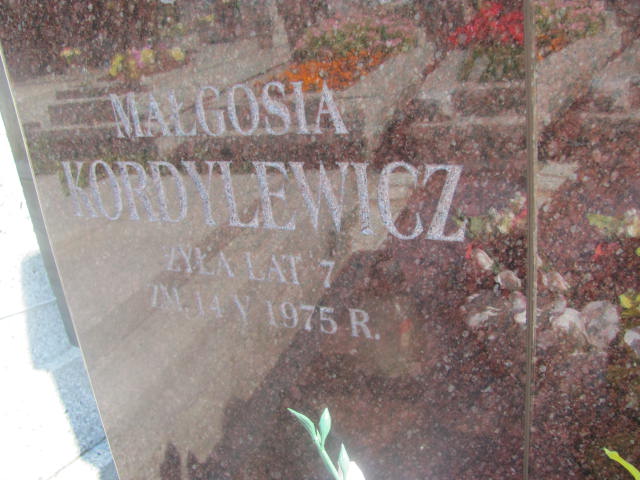 MAŁGOSIA
KORDYLEWICZ
ŻYŁA LAT 7
ZM. 14 V 1975 R.